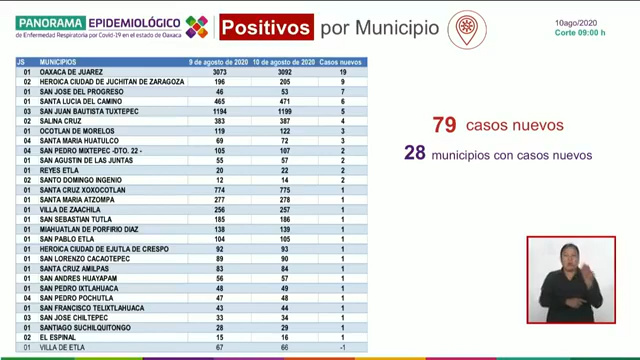 PANORAMA EPIDEMIOLÓGICO
de Enfermedad Respiratoria por Covid-19 en el estado de Oaxaca
Positivos por Municipio
10ago/2020
Corte 09:00 h
JS MUNICIPIOS 9 de agosto de 2020 10 de agosto de 2020 Casos nuevos
01 OAXACA DE JUAREZ 3073 3092 19
02 HEROICA CIUDAD DE JUCHITAN DE ZARAGOZA 196 205 9
01 SAN JOSE DEL PROGRESO 46 53 7
01 SANTA LUCIA DEL CAMINO 465 471 6
03 SAN JUAN BAUTISTA TUXTEPEC 1194 1199 5
02 SALINA CRUZ 383 387 4
01 OCOTLAN DE MORELOS 119 122 3
04 SANTA MARIA HUATULCO 69 72 3
04 SAN PEDRO MIXTEPEC -DTO. 22 - 105 107 2
01 SAN AGUSTIN DE LAS JUNTAS 55 57 2
01 REYES ETLA 20 22 2
02 SANTO DOMINGO INGENIO 12 14 2
01 SANTA CRUZ XOXOCOTLAN 774 775 1
01 SANTA MARIA ATZOMPA 277 278 1
01 VILLA DE ZAACHILA 256 257 1
01 SAN SEBASTIAN TUTLA 185 186 1
01 MIAHUATLAN DE PORFIRIO DIAZ 138 139 1
01 SAN PABLO ETLA 104 105 1
01 HEROICA CIUDAD DE EJUTLA DE CRESPO 92 93 1
01 SAN LORENZO CACAOTEPEC 89 90 1
01 SANTA CRUZ AMILPAS 83 84 1
01 SAN ANDRES HUAYAPAM 56 57 1
01 SAN PEDRO IXTLAHUACA 48 49 1
04 SAN PEDRO POCHUTLA 47 48 1
01 SAN FRANCISCO TELIXTLAHUACA 43 44 1
03 SAN JOSE CHILTEPEC 33 34 1
01 SANTIAGO SUCHILQUITONGO 28 29 1
02 EL ESPINAL 15 16 1
01 VILLA DE ETLA 67 66 -1
79 casos nuevos
28 municipios con casos nuevos